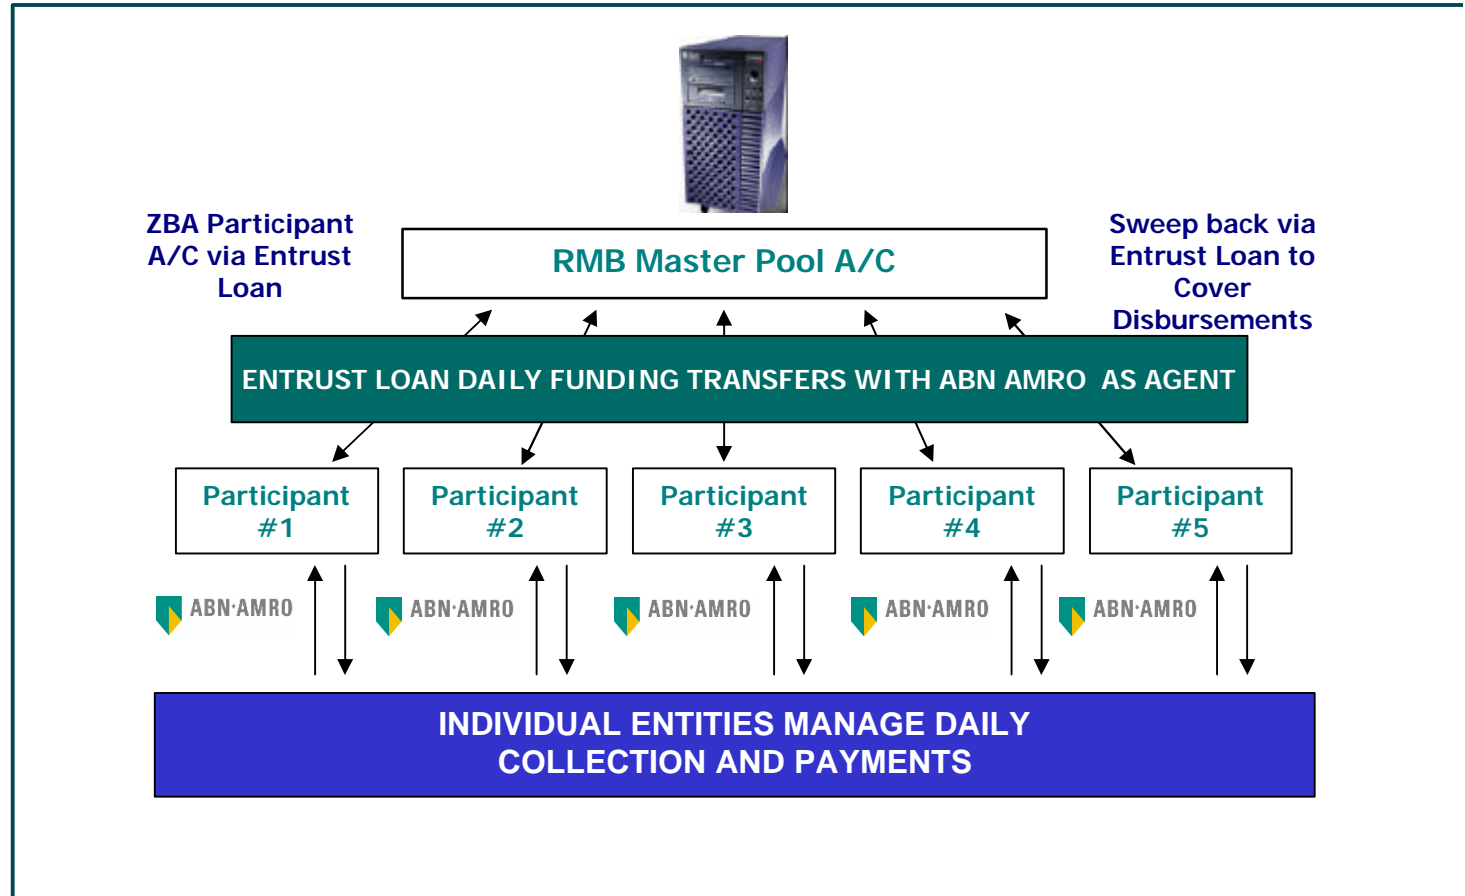 ZBA Participant
A/C via Entrust
Loan
RMB Master Pool A/C
Sweep back via
Entrust Loan to
Cover
Disbursements
ENTRUST LOAN DAILY FUNDING TRANSFERS WITH ABN AMRO AS AGENT
Participant
#1
Participant
#2
Participant
#3
Participant
#4
Participant
#5
ABN·AMRO
ABN·AMRO
ABN·AMRO
ABN·AMRO
ABN·AMRO
INDIVIDUAL ENTITIES MANAGE DAILY
COLLECTION AND PAYMENTS